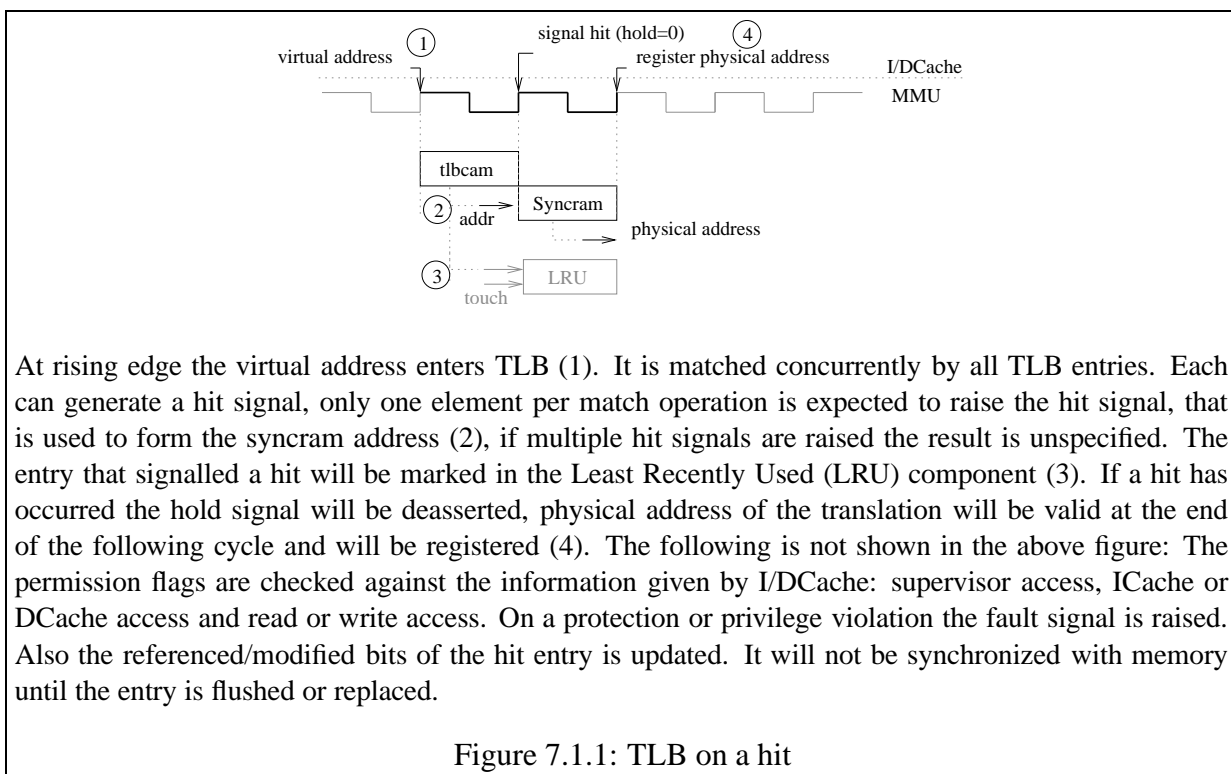 signal hit (hold=0)
4
1
virtual address
register physical address
I/DCache
MMU
tlbcam
2
addr
Syncram
physical address
3
LRU
touch
At rising edge the virtual address enters TLB (1). It is matched concurrently by all TLB entries. Each
can generate a hit signal, only one element per match operation is expected to raise the hit signal, that
is used to form the syncram address (2), if multiple hit signals are raised the result is unspecified. The
entry that signalled a hit will be marked in the Least Recently Used (LRU) component (3). If a hit has
occurred the hold signal will be deasserted, physical address of the translation will be valid at the end
of the following cycle and will be registered (4). The following is not shown in the above figure: The
permission flags are checked against the information given by I/DCache: supervisor access, ICache or
DCache access and read or write access. On a protection or privilege violation the fault signal is raised.
Also the referenced/modified bits of the hit entry is updated. It will not be synchronized with memory
until the entry is flushed or replaced.
Figure 7.1.1: TLB on a hit